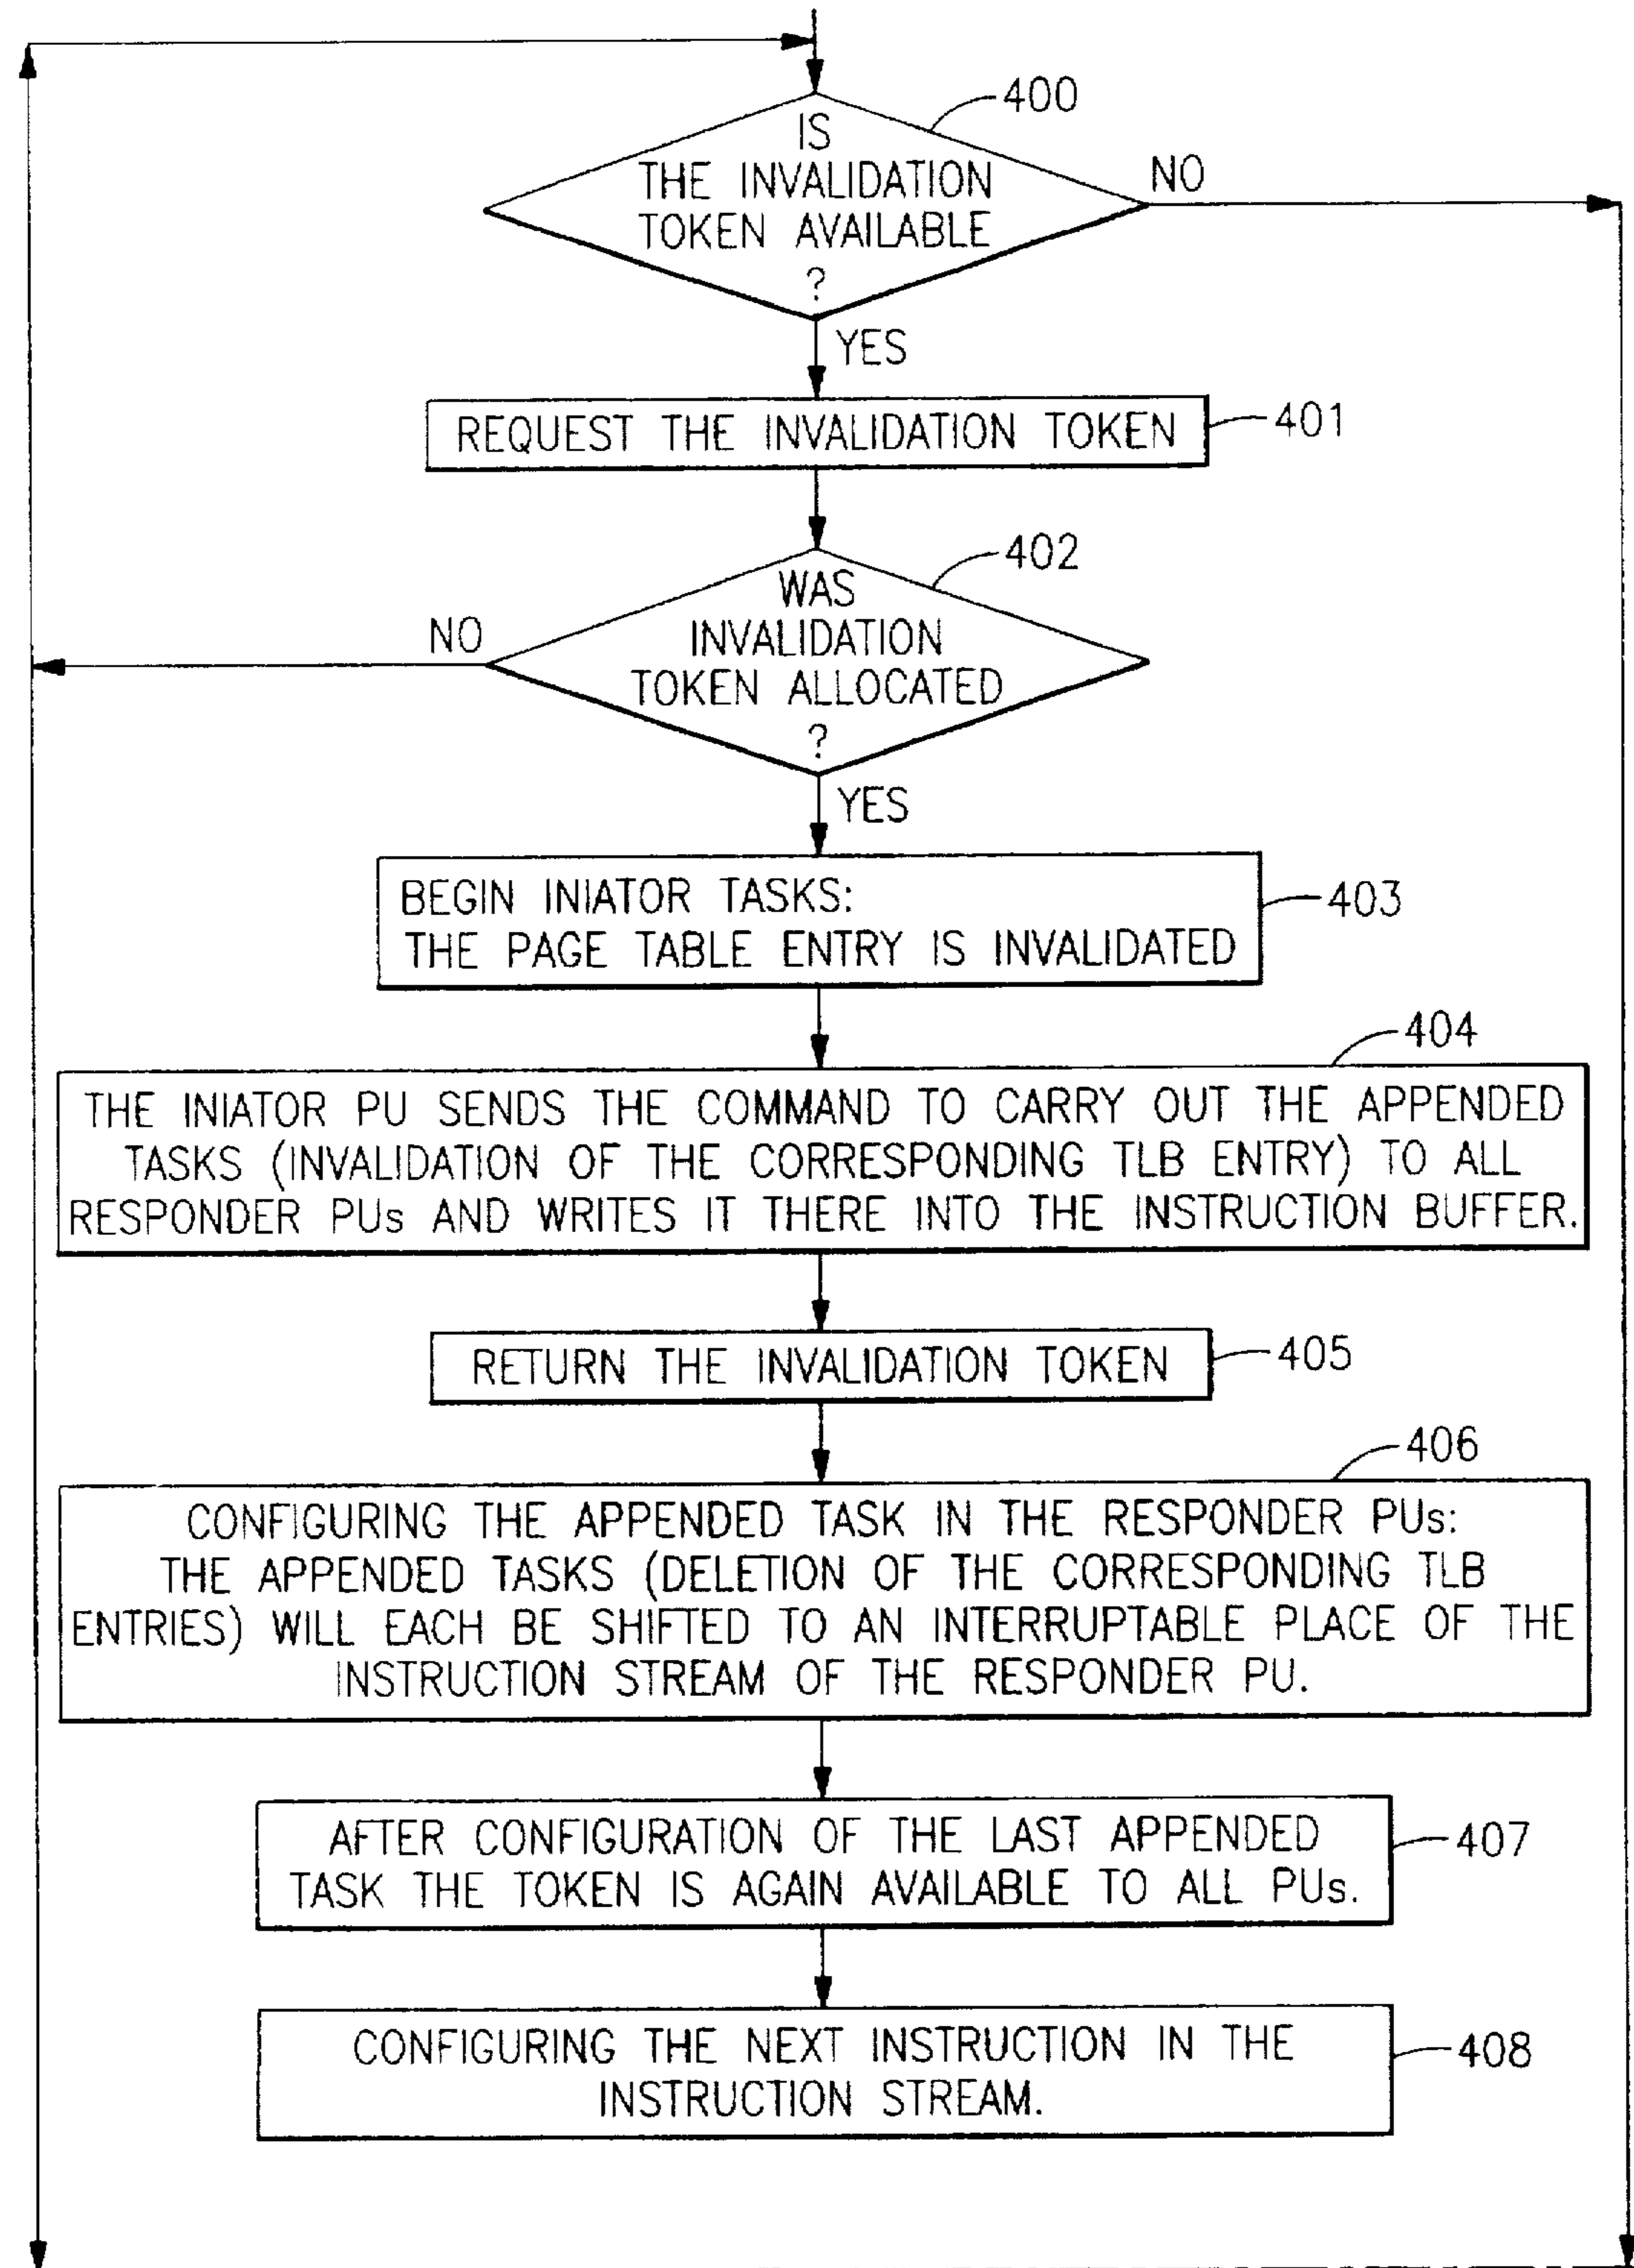 400
IS
THE INVALIDATION
TOKEN AVAILABLE
?
NO
YES
REQUEST THE INVALIDATION TOKEN
401
402
WAS
INVALIDATION
TOKEN ALLOCATED
?
NO
YES
BEGIN INIATOR TASKS:
THE PAGE TABLE ENTRY IS INVALIDATED
403
404
THE INIATOR PU SENDS THE COMMAND TO CARRY OUT THE APPENDED
TASKS (INVALIDATION OF THE CORRESPONDING TLB ENTRY) TO ALL
RESPONDER PUs AND WRITES IT THERE INTO THE INSTRUCTION BUFFER.
RETURN THE INVALIDATION TOKEN
405
406
CONFIGURING THE APPENDED TASK IN THE RESPONDER PUs:
THE APPENDED TASKS (DELETION OF THE CORRESPONDING TLB
ENTRIES) WILL EACH BE SHIFTED TO AN INTERRUPTABLE PLACE OF THE
INSTRUCTION STREAM OF THE RESPONDER PU.
AFTER CONFIGURATION OF THE LAST APPENDED
TASK THE TOKEN IS AGAIN AVAILABLE TO ALL PUs.
407
CONFIGURING THE NEXT INSTRUCTION IN THE
INSTRUCTION STREAM.
408